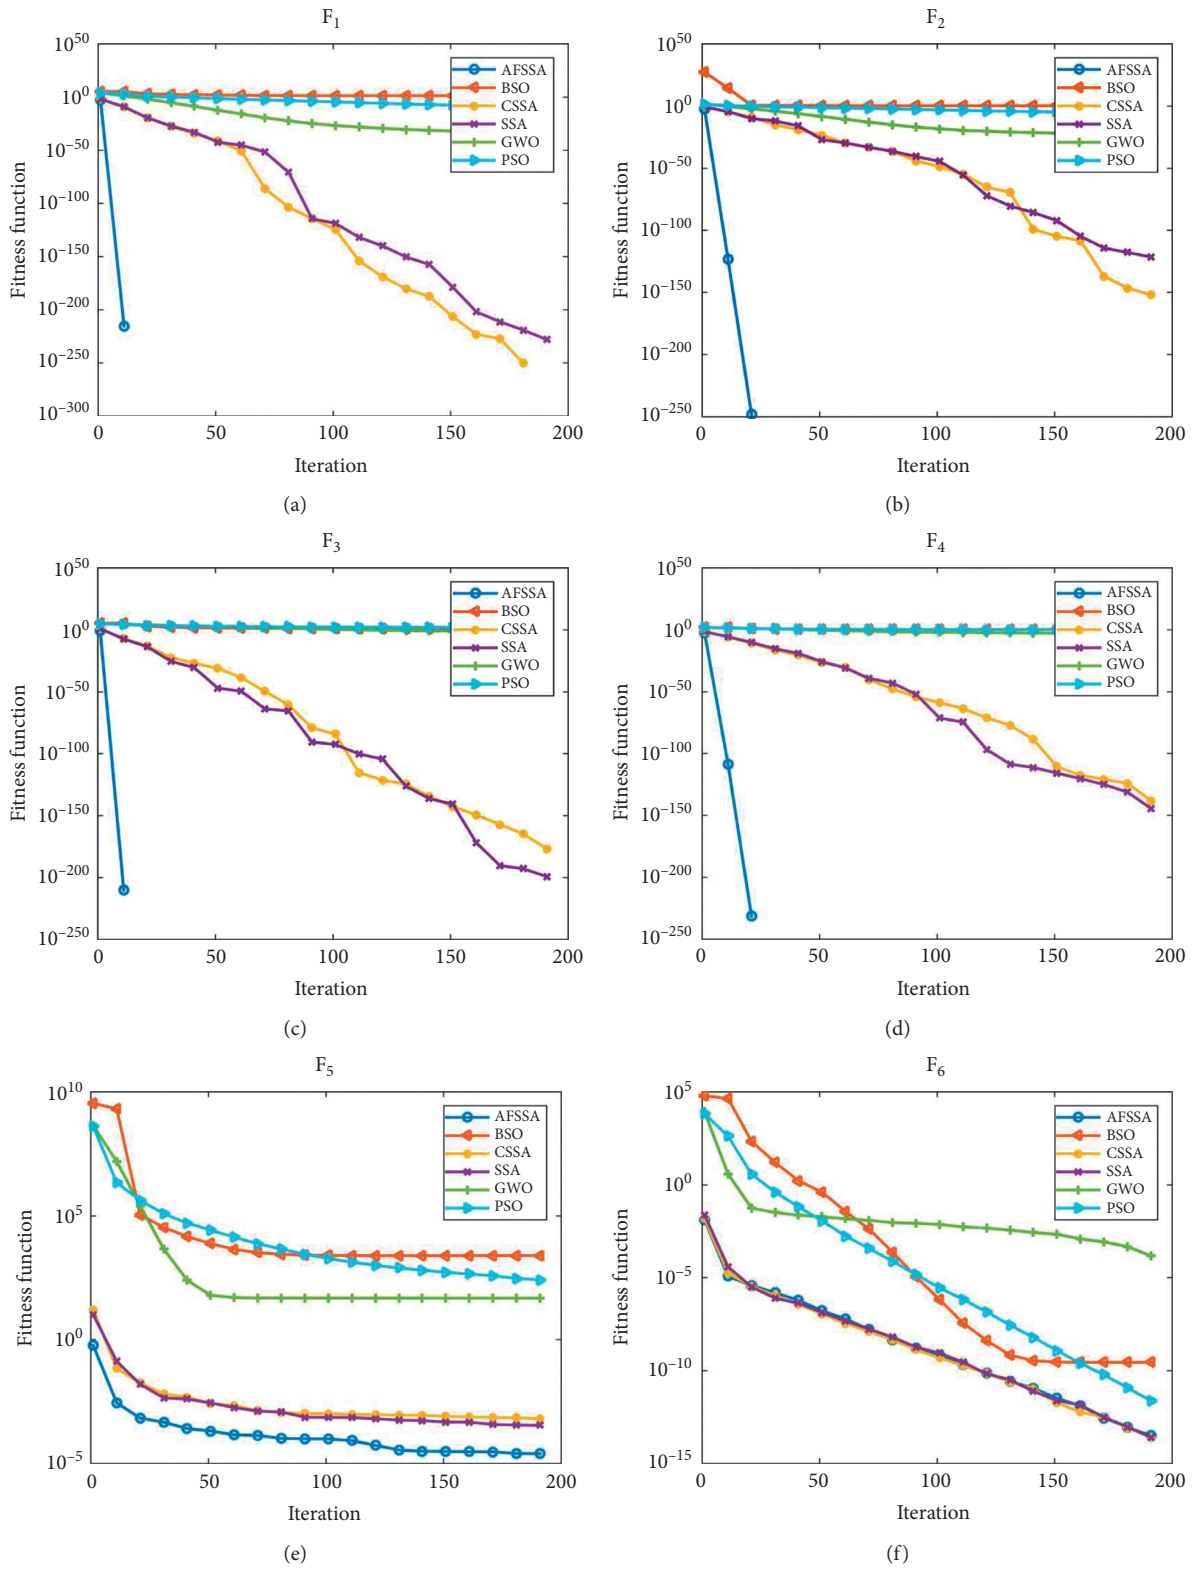 F1
Fitness function
10^50
10^0
10^−50
10^−100
10^−150
10^−200
10^−250
10^−300
0
50
100
150
200
Iteration
AFSSA
BSO
CSSA
SSA
GWO
PSO
(a)
F2
Fitness function
10^50
10^0
10^−50
10^−100
10^−150
10^−200
10^−250
0
50
100
150
200
Iteration
AFSSA
BSO
CSSA
SSA
GWO
PSO
(b)
F3
Fitness function
10^50
10^0
10^−50
10^−100
10^−150
10^−200
10^−250
0
50
100
150
200
Iteration
AFSSA
BSO
CSSA
SSA
GWO
PSO
(c)
F4
Fitness function
10^50
10^0
10^−50
10^−100
10^−150
10^−200
10^−250
0
50
100
150
200
Iteration
AFSSA
BSO
CSSA
SSA
GWO
PSO
(d)
F5
Fitness function
10^10
10^5
10^0
10^−5
0
50
100
150
200
Iteration
AFSSA
BSO
CSSA
SSA
GWO
PSO
(e)
F6
Fitness function
10^5
10^0
10^−5
10^−10
10^−15
0
50
100
150
200
Iteration
AFSSA
BSO
CSSA
SSA
GWO
PSO
(f)